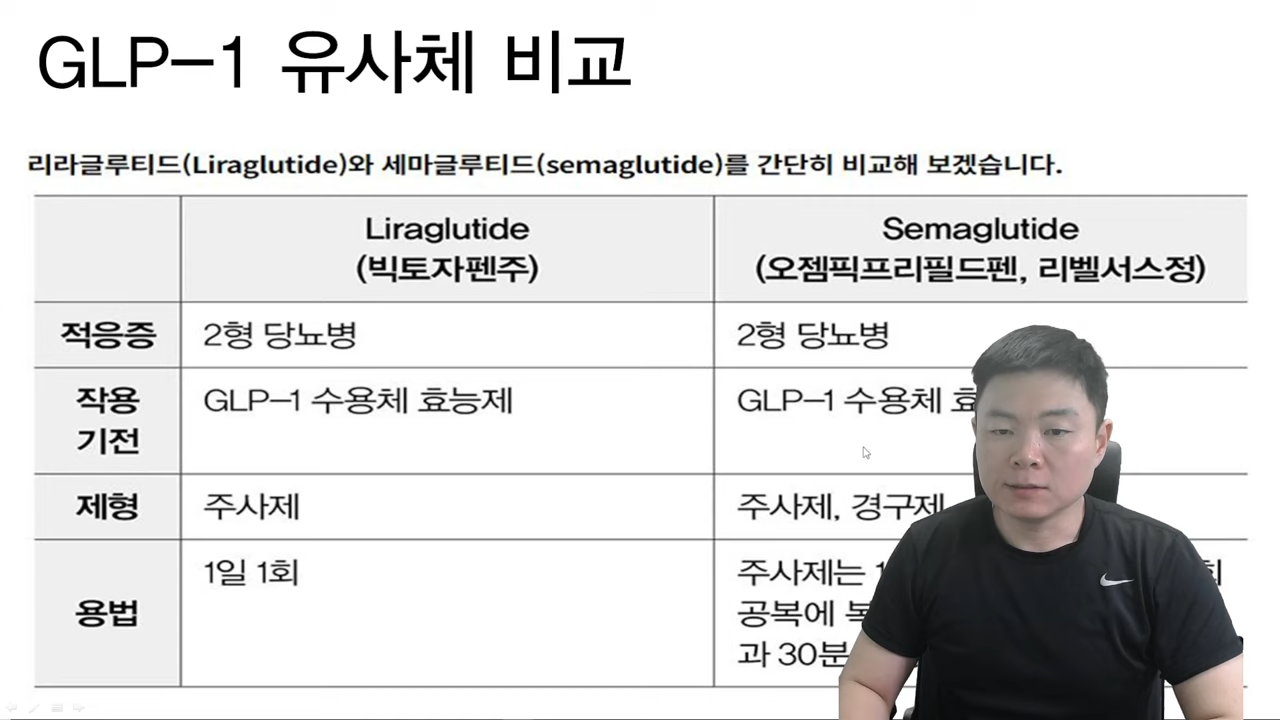 GLP-1 유사체 비교
리라글루티드(Liraglutide)와 세마글루티드(semaglutide)를 간단히 비교해 보겠습니다.
Liraglutide
(빅토자펜주)
Semaglutide
(오젬픽프리필드펜, 리벨서스정)
적응증
2형 당뇨병
2형 당뇨병
작용
기전
GLP-1 수용체 효능제
GLP-1 수용체
제형
주사제
주사제, 경구제
용법
1일 1회
주사제는
공복에
과 30분